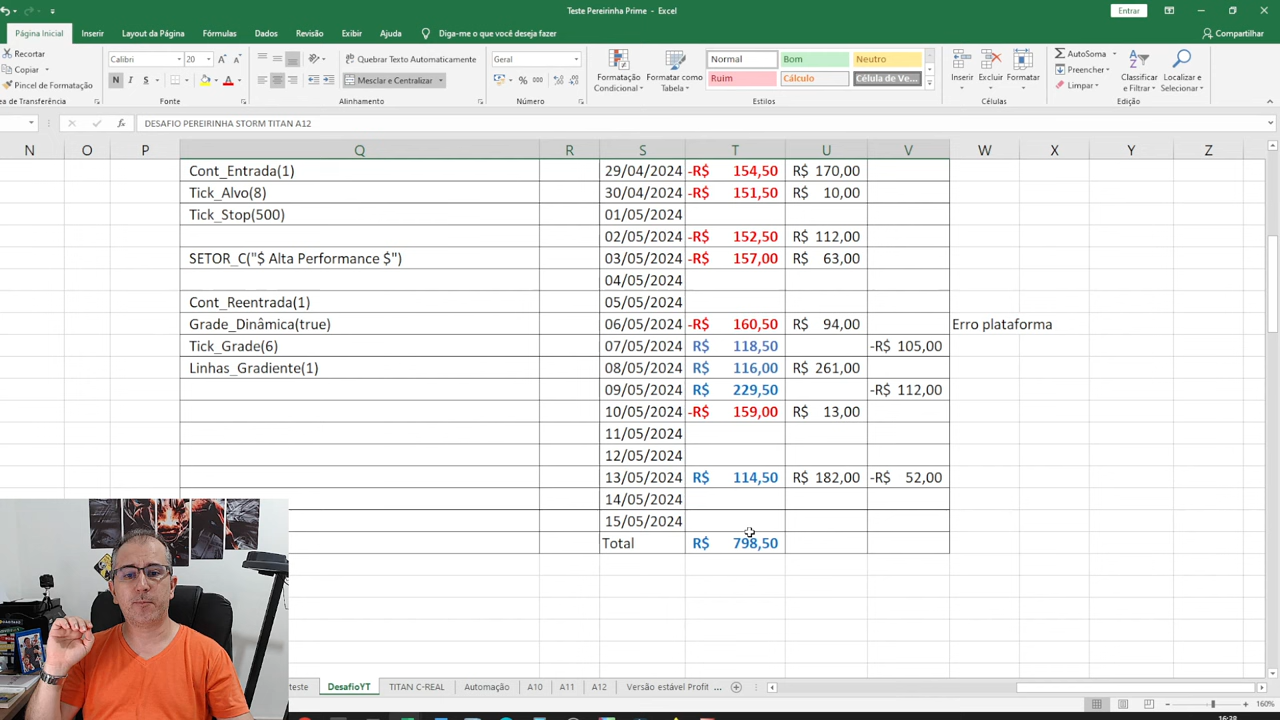 Teste Pereirinha Prime - Excel
Entrar
Página Inicial Inserir Layout da Página Fórmulas Dados Revisão Exibir Ajuda Diga-me o que você deseja fazer Compartilhar
Recortar
Copiar
Pincel de Formatação
Calibri 20
N I S
Quebrar Texto Automaticamente
Mesclar e Centralizar
Geral
% 000
Formatação Condicional
Formatar como Tabela
Normal Bom Neutro
Ruim Cálculo Célula de Ve...
Inserir Excluir Formatar
AutoSoma
Preencher
Limpar
Classificar e Filtrar
Localizar e Selecionar
a de Transferência Fonte Alinhamento Número Estilos Células Edição
fx DESAFIO PEREIRINHA STORM TITAN A12
N O P Q R S T U V W X Y Z
Cont_Entrada(1) 29/04/2024 -R$ 154,50 R$ 170,00
Tick_Alvo(8) 30/04/2024 -R$ 151,50 R$ 10,00
Tick_Stop(500) 01/05/2024
02/05/2024 -R$ 152,50 R$ 112,00
SETOR_C("$ Alta Performance $") 03/05/2024 -R$ 157,00 R$ 63,00
04/05/2024
Cont_Reentrada(1) 05/05/2024
Grade_Dinâmica(true) 06/05/2024 -R$ 160,50 R$ 94,00 Erro plataforma
Tick_Grade(6) 07/05/2024 R$ 118,50 -R$ 105,00
Linhas_Gradiente(1) 08/05/2024 R$ 116,00 R$ 261,00
09/05/2024 R$ 229,50 -R$ 112,00
10/05/2024 -R$ 159,00 R$ 13,00
11/05/2024
12/05/2024
13/05/2024 R$ 114,50 R$ 182,00 -R$ 52,00
14/05/2024
15/05/2024
Total R$ 798,50
teste DesafioYT TITAN C-REAL Automação A10 A11 A12 Versão estável Profit ...
160%